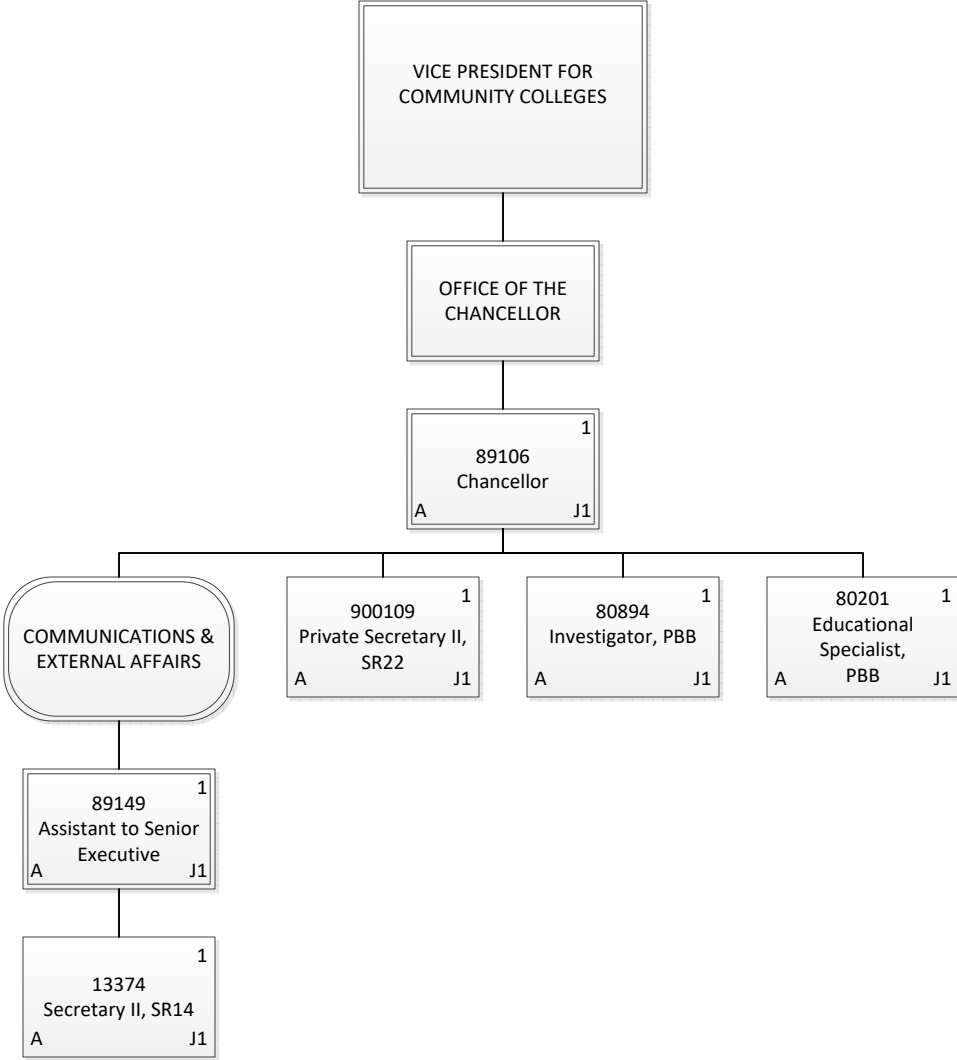 VICE PRESIDENT FOR
COMMUNITY COLLEGES
OFFICE OF THE
CHANCELLOR
1
89106
Chancellor
A J1
COMMUNICATIONS &
EXTERNAL AFFAIRS
1
900109
Private Secretary II,
SR22
A J1
1
80894
Investigator, PBB
A J1
80201 1
Educational
Specialist,
PBB
A J1
1
89149
Assistant to Senior
Executive
A J1
1
13374
Secretary II, SR14
A J1